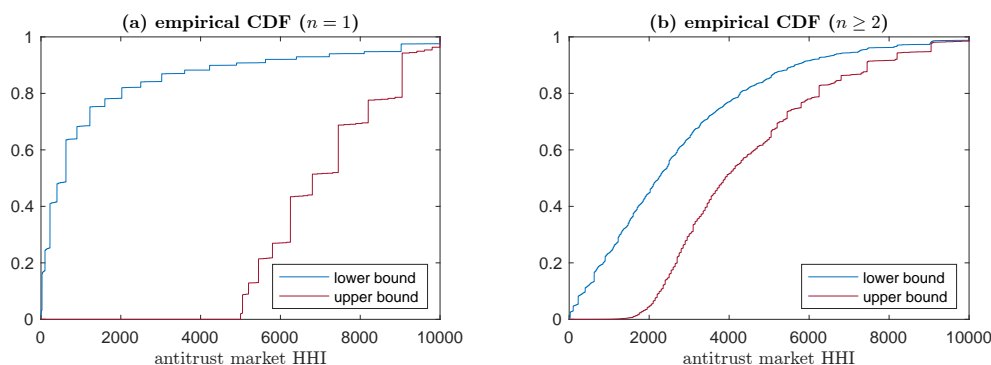 (a) empirical CDF (n = 1)
1
0.8
0.6
0.4
0.2
0
0 2000 4000 6000 8000 10000
antitrust market HHI
lower bound
upper bound
(b) empirical CDF (n ≥ 2)
1
0.8
0.6
0.4
0.2
0
0 2000 4000 6000 8000 10000
antitrust market HHI
lower bound
upper bound